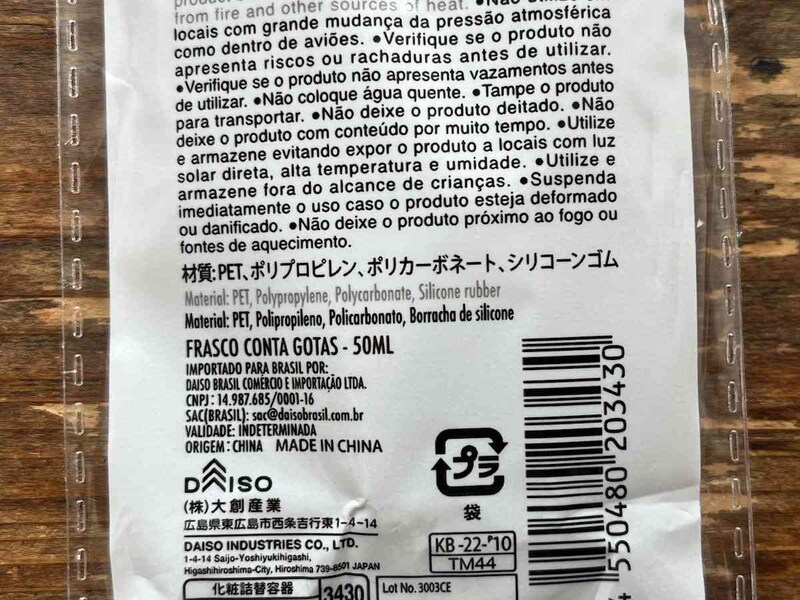 from fire and other sources of heat. •Não utilize em
locais com grande mudança da pressão atmosférica
como dentro de aviões. •Verifique se o produto não
apresenta riscos ou rachaduras antes de utilizar.
•Verifique se o produto não apresenta vazamentos antes
de utilizar. •Não coloque água quente. •Tampe o produto
para transportar. •Não deixe o produto deitado. •Não
deixe o produto com conteúdo por muito tempo. •Utilize
e armazene evitando expor o produto a locais com luz
solar direta, alta temperatura e umidade. •Utilize e
armazene fora do alcance de crianças. •Suspenda
imediatamente o uso caso o produto esteja deformado
ou danificado. •Não deixe o produto próximo ao fogo ou
fontes de aquecimento.
材質:PET、ポリプロピレン、ポリカーボネート、シリコーンゴム
Material: PET, Polypropylene, Polycarbonate, Silicone rubber
Material: PET, Polipropileno, Policarbonato, Borracha de silicone
FRASCO CONTA GOTAS - 50ML
IMPORTADO PARA BRASIL POR:
DAISO BRASIL COMÉRCIO E IMPORTAÇÃO LTDA.
CNPJ: 14.987.685/0001-16
SAC(BRASIL): sac@daisobrasil.com.br
VALIDADE: INDETERMINADA
ORIGEM: CHINA MADE IN CHINA
DAISO
(株)大創産業
広島県東広島市西条吉行東1-4-14
DAISO INDUSTRIES CO., LTD.
1-4-14 Saijo-Yoshiyukihigashi,
Higashihiroshima-City, Hiroshima 739-8501 JAPAN
化粧詰替容器
3430
プラ
袋
KB-22-P10
TM44
Lot No. 3003CE
550480 203430